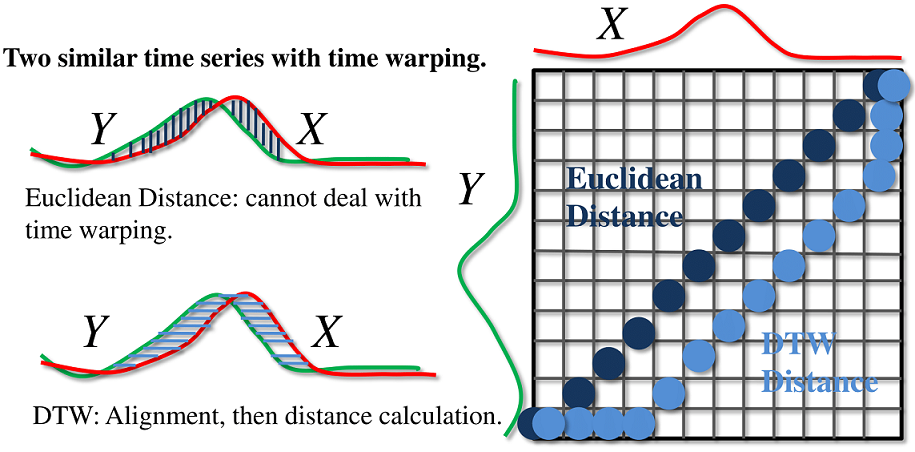 Two similar time series with time warping.
Y
X
Euclidean Distance: cannot deal with
time warping.
Y
X
DTW: Alignment, then distance calculation.
X
Y
Euclidean
Distance
DTW
Distance